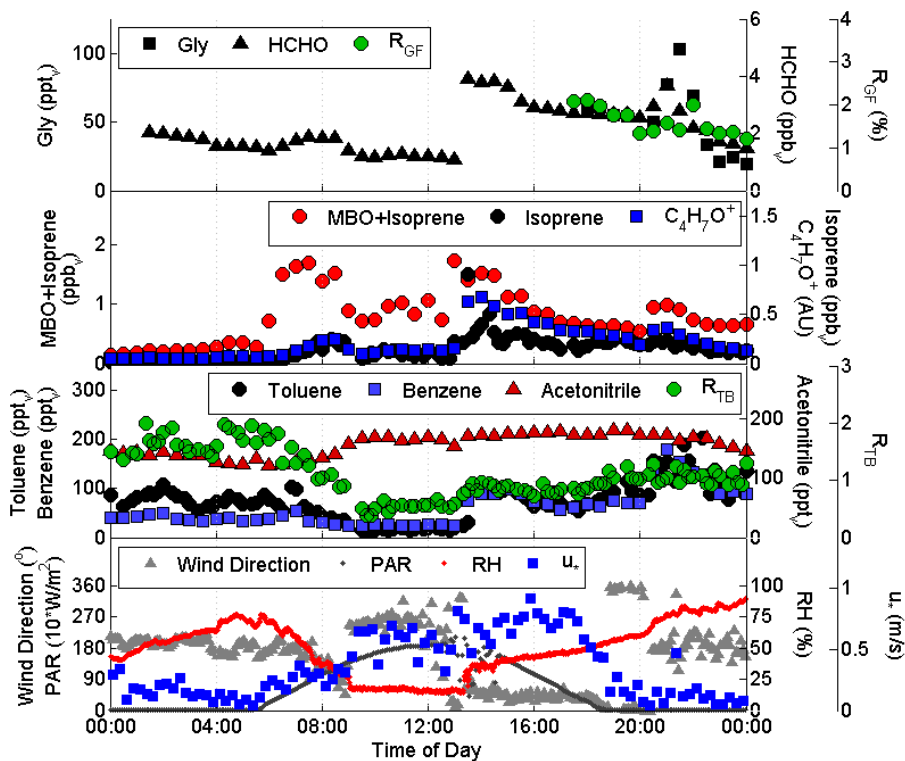 Gly HCHO R_GF
Gly (ppt_v)
100
50
0
HCHO (ppb_v)
6
4
2
0
R_GF (%)
4
3
2
1
0
MBO+Isoprene Isoprene C4H7O+
MBO+Isoprene (ppb_v)
2
1
0
Isoprene (ppb_v)
C4H7O+ (AU)
1.5
1
0.5
0
Toluene Benzene Acetonitrile R_TB
Toluene (ppt_v)
Benzene (ppt_v)
300
200
100
0
Acetonitrile (ppt_v)
200
100
0
R_TB
3
2
1
0
Wind Direction PAR RH u*
Wind Direction (0)
PAR (10*W/m2)
360
270
180
90
0
RH (%)
100
75
50
25
0
u* (m/s)
1
0.5
0
00:00 04:00 08:00 12:00 16:00 20:00 00:00
Time of Day